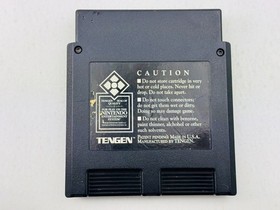 CAUTION
Do not store cartridge in very
hot or cold places. Never hit or
drop. Do not take apart.
Do not touch connectors;
do not get them wet or dirty.
Doing so may damage game.
Do not clean with benzene,
paint thinner, alcohol or other
such solvents.
NINTENDO
TENGEN
PATENT PENDING MADE IN U.S.A.
MANUFACTURED BY TENGEN.